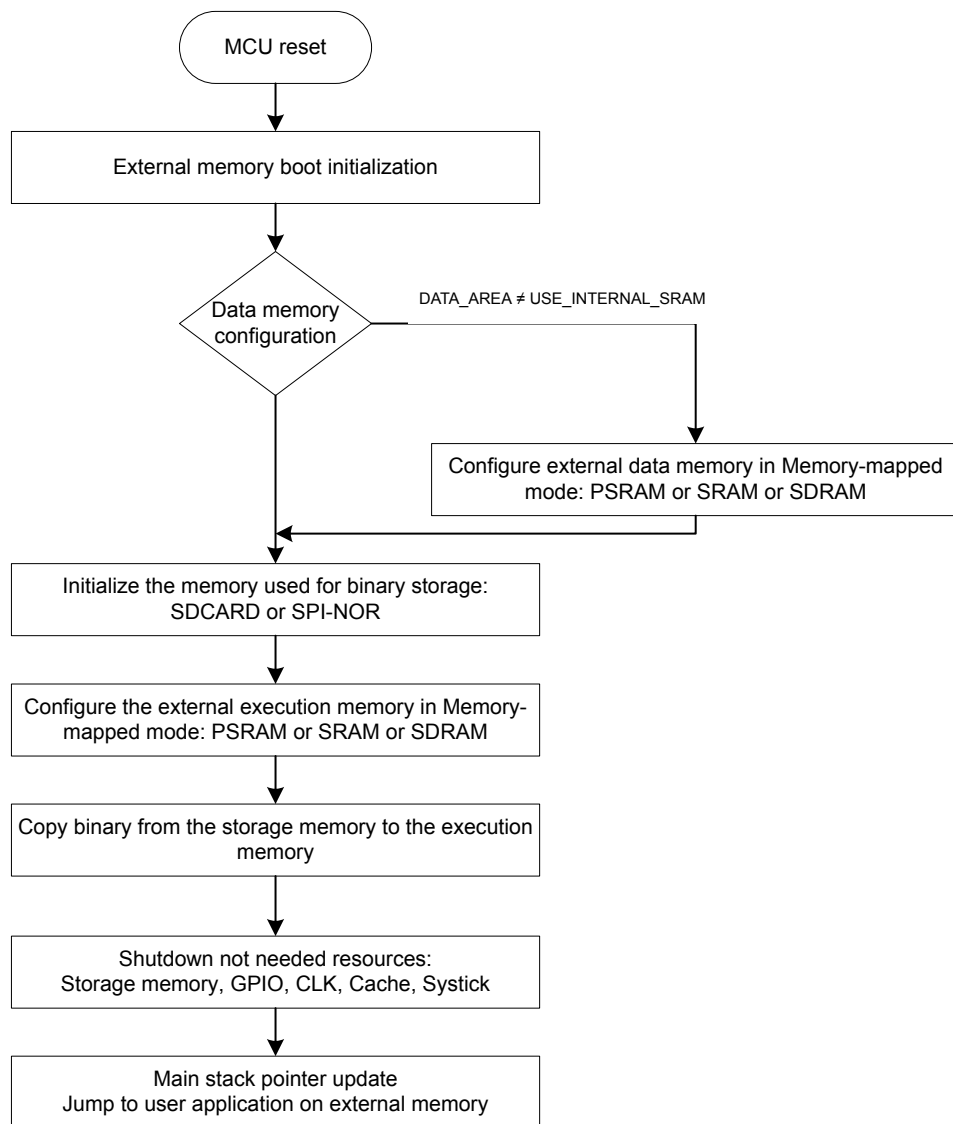 MCU reset
External memory boot initialization
Data memory
configuration
DATA_AREA ≠ USE_INTERNAL_SRAM
Configure external data memory in Memory-mapped
mode: PSRAM or SRAM or SDRAM
Initialize the memory used for binary storage:
SDCARD or SPI-NOR
Configure the external execution memory in Memory-
mapped mode: PSRAM or SRAM or SDRAM
Copy binary from the storage memory to the execution
memory
Shutdown not needed resources:
Storage memory, GPIO, CLK, Cache, Systick
Main stack pointer update
Jump to user application on external memory